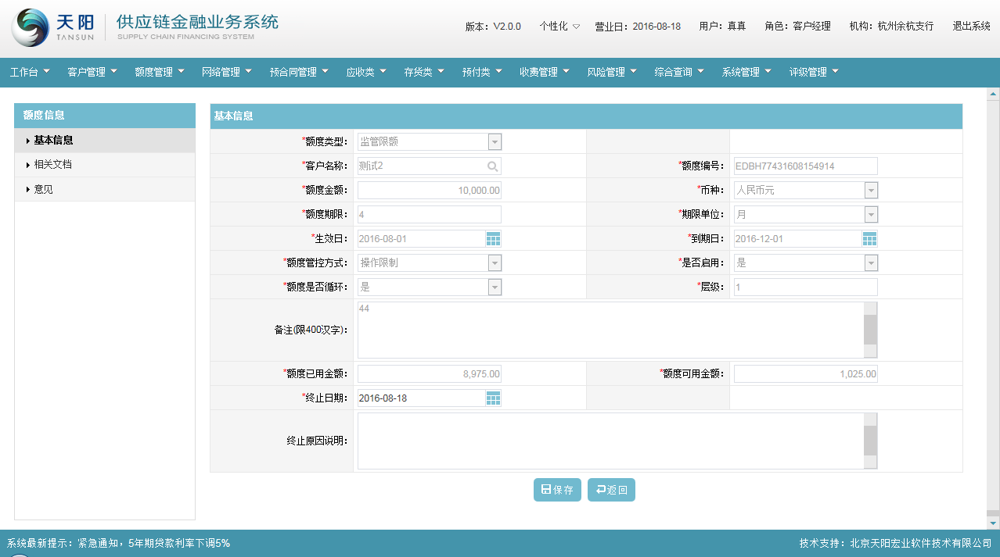 天阳 TANSUN 供应链金融业务系统 SUPPLY CHAIN FINANCING SYSTEM
版本：V2.0.0 个性化 营业日：2016-08-18 用户：真真 角色：客户经理 机构：杭州余杭支行 退出系统
工作台 客户管理 额度管理 网络管理 预合同管理 应收类 存货类 预付类 收费管理 风险管理 综合查询 系统管理 评级管理
额度信息
基本信息
相关文档
意见
基本信息
*额度类型： 监管限额
*客户名称： 测试2 *额度编号： EDBH77431608154914
*额度金额： 10,000.00 *币种： 人民币元
*额度期限： 4 *期限单位： 月
*生效日： 2016-08-01 *到期日： 2016-12-01
*额度管控方式： 操作限制 *是否启用： 是
*额度是否循环： 是 *层级： 1
备注(限400汉字)： 44
*额度已用金额： 8,975.00 *额度可用金额： 1,025.00
*终止日期： 2016-08-18
终止原因说明：
保存 返回
系统最新提示：紧急通知，5年期贷款利率下调5% 技术支持：北京天阳宏业软件技术有限公司